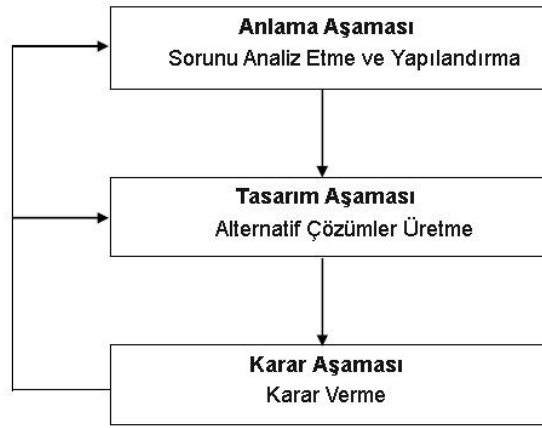 Anlama Aşaması
Sorunu Analiz Etme ve Yapılandırma
Tasarım Aşaması
Alternatif Çözümler Üretme
Karar Aşaması
Karar Verme